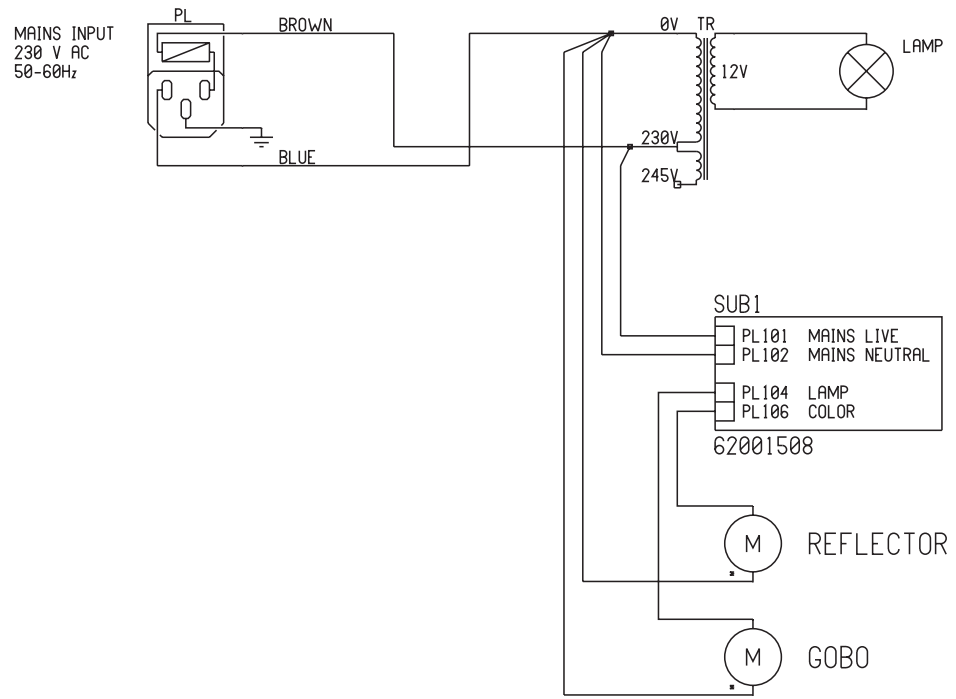 PL
MAINS INPUT
230 V AC
50-60Hz
BROWN
BLUE
0V
TR
12V
230V
245V
LAMP
SUB1
PL101 MAINS LIVE
PL102 MAINS NEUTRAL
PL104 LAMP
PL106 COLOR
62001508
M
REFLECTOR
M
GOBO